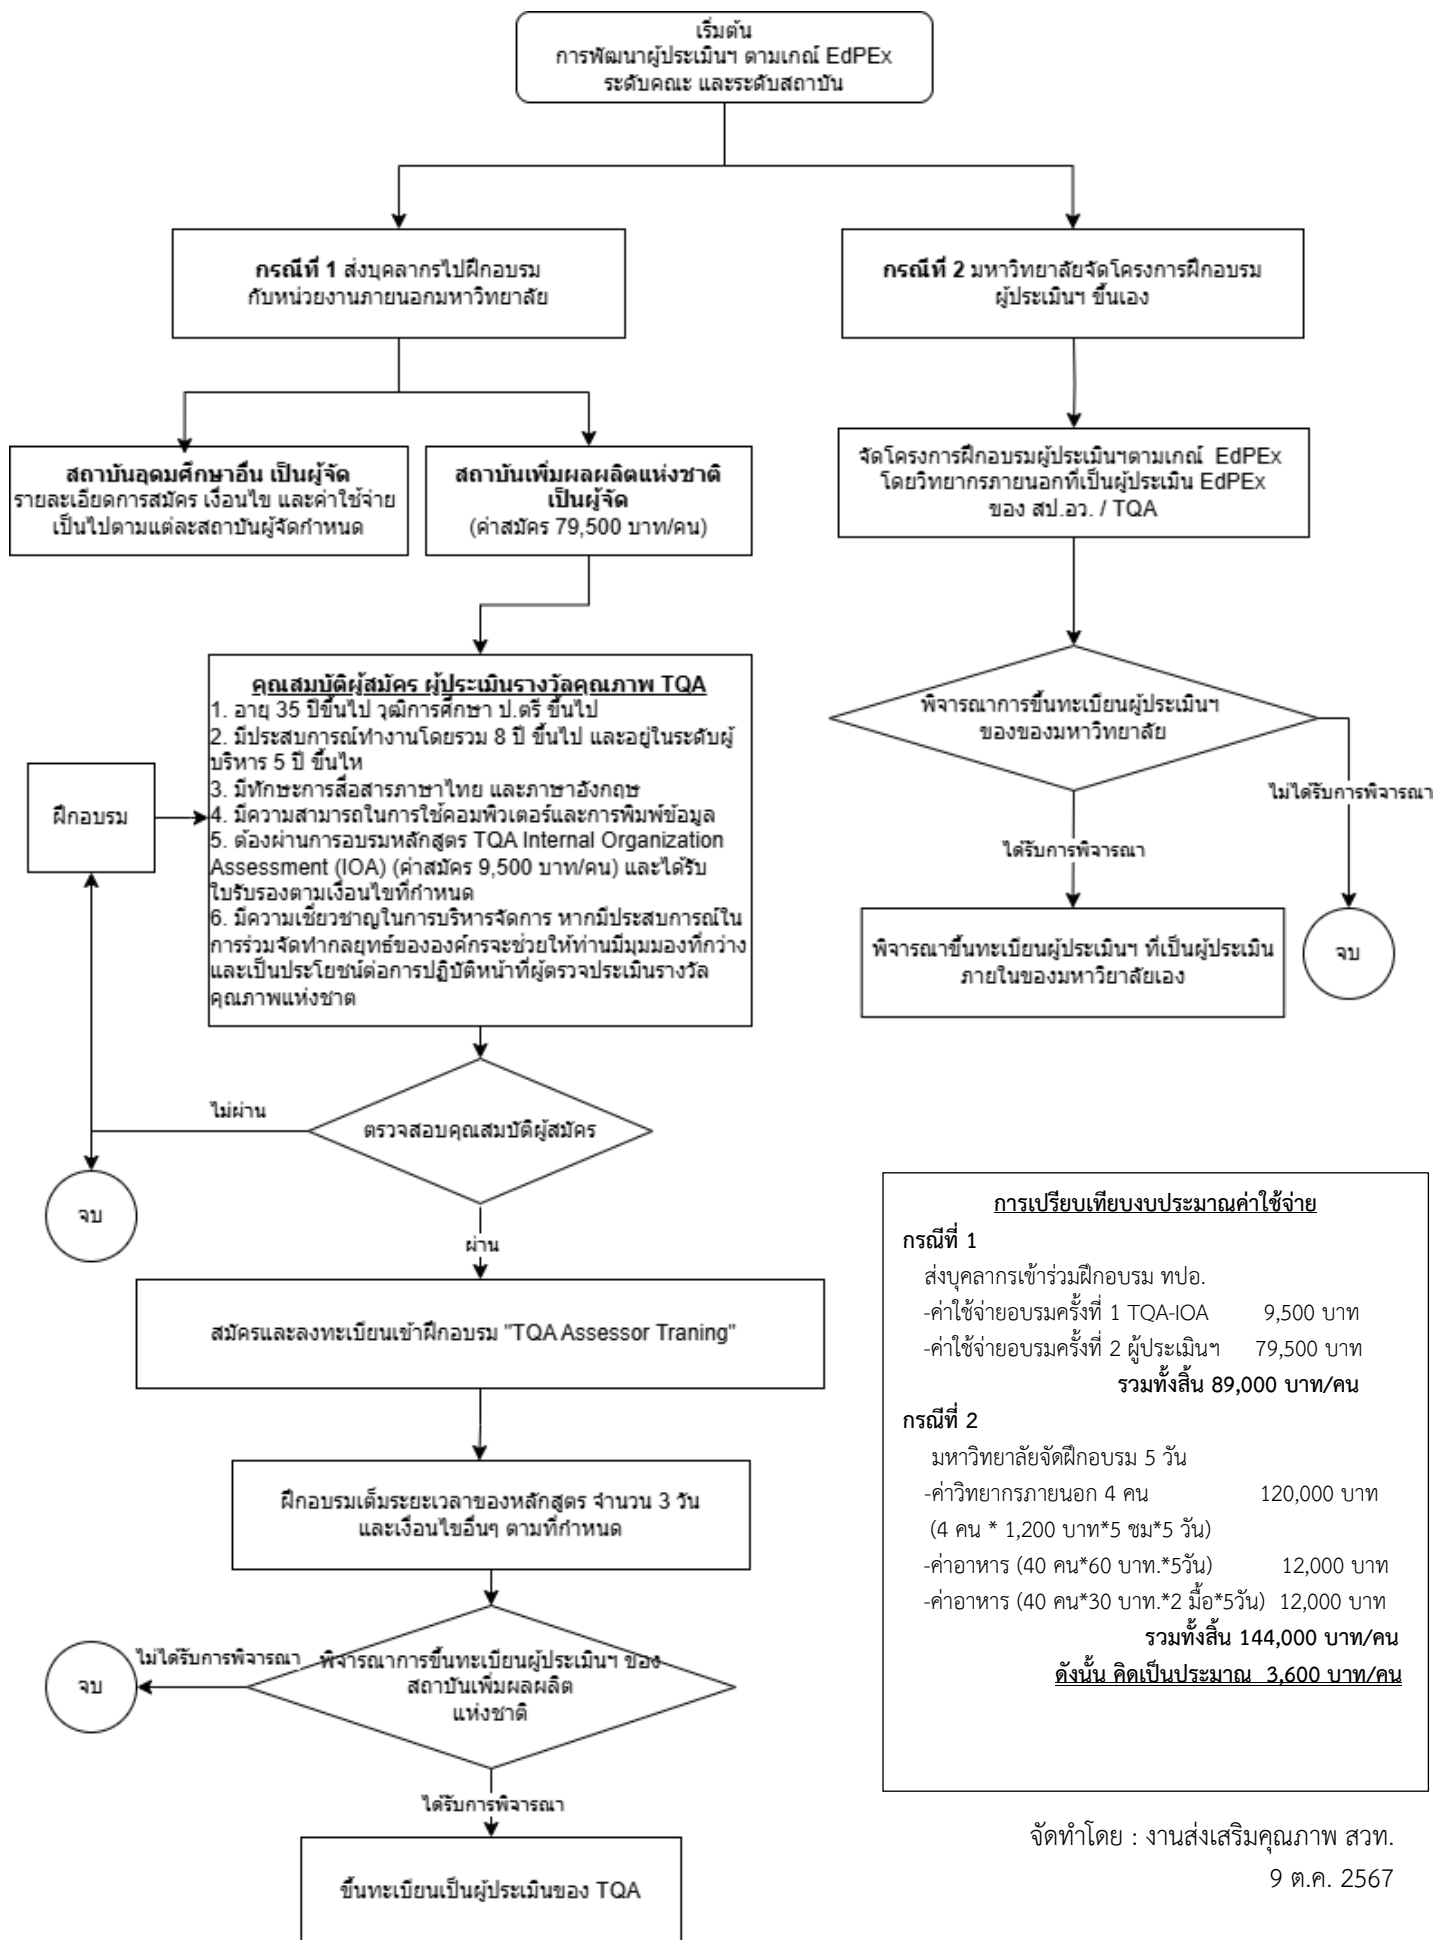 เริ่มต้น
การพัฒนาผู้ประเมินฯ ตามเกณ์ EdPEx
ระดับคณะ และระดับสถาบัน
กรณีที่ 1 ส่งบุคลากรไปฝึกอบรม
กับหน่วยงานภายนอกมหาวิทยาลัย
กรณีที่ 2 มหาวิทยาลัยจัดโครงการฝึกอบรม
ผู้ประเมินฯ ขึ้นเอง
สถาบันอุดมศึกษาอื่น เป็นผู้จัด
รายละเอียดการสมัคร เงื่อนไข และค่าใช้จ่าย
เป็นไปตามแต่ละสถาบันผู้จัดกำหนด
สถาบันเพิ่มผลผลิตแห่งชาติ
เป็นผู้จัด
(ค่าสมัคร 79,500 บาท/คน)
จัดโครงการฝึกอบรมผู้ประเมินฯตามเกณ์ EdPEx
โดยวิทยากรภายนอกที่เป็นผู้ประเมิน EdPEx
ของ สป.อว. / TQA
คุณสมบัติผู้สมัคร ผู้ประเมินรางวัลคุณภาพ TQA
1. อายุ 35 ปีขึ้นไป วุฒิการศึกษา ป.ตรี ขึ้นไป
2. มีประสบการณ์ทำงานโดยรวม 8 ปี ขึ้นไป และอยู่ในระดับผู้
บริหาร 5 ปี ขึ้นไห
3. มีทักษะการสื่อสารภาษาไทย และภาษาอังกฤษ
4. มีความสามารถในการใช้คอมพิวเตอร์และการพิมพ์ข้อมูล
5. ต้องผ่านการอบรมหลักสูตร TQA Internal Organization
Assessment (IOA) (ค่าสมัคร 9,500 บาท/คน) และได้รับ
ใบรับรองตามเงื่อนไขที่กำหนด
6. มีความเชี่ยวชาญในการบริหารจัดการ หากมีประสบการณ์ใน
การร่วมจัดทำกลยุทธ์ขององค์กรจะช่วยให้ท่านมีมุมมองที่กว่าง
และเป็นประโยชน์ต่อการปฏิบัติหน้าที่ผู้ตรวจประเมินรางวัล
คุณภาพแห่งชาต
ฝึกอบรม
พิจารณาการขึ้นทะเบียนผู้ประเมินฯ
ของของมหาวิทยาลัย
ไม่ได้รับการพิจารณา
ได้รับการพิจารณา
พิจารณาขึ้นทะเบียนผู้ประเมินฯ ที่เป็นผู้ประเมิน
ภายในของมหาวิยาลัยเอง
จบ
ตรวจสอบคุณสมบัติผู้สมัคร
ไม่ผ่าน
จบ
ผ่าน
สมัครและลงทะเบียนเข้าฝึกอบรม "TQA Assessor Traning"
ฝึกอบรมเต็มระยะเวลาของหลักสูตร จำนวน 3 วัน
และเงื่อนไขอื่นๆ ตามที่กำหนด
พิจารณาการขึ้นทะเบียนผู้ประเมินฯ ของ
สถาบันเพิ่มผลผลิต
แห่งชาติ
ไม่ได้รับการพิจารณา
จบ
ได้รับการพิจารณา
ขึ้นทะเบียนเป็นผู้ประเมินของ TQA
การเปรียบเทียบงบประมาณค่าใช้จ่าย
กรณีที่ 1
ส่งบุคลากรเข้าร่วมฝึกอบรม ทปอ.
-ค่าใช้จ่ายอบรมครั้งที่ 1 TQA-IOA 9,500 บาท
-ค่าใช้จ่ายอบรมครั้งที่ 2 ผู้ประเมินฯ 79,500 บาท
รวมทั้งสิ้น 89,000 บาท/คน
กรณีที่ 2
มหาวิทยาลัยจัดฝึกอบรม 5 วัน
-ค่าวิทยากรภายนอก 4 คน 120,000 บาท
(4 คน * 1,200 บาท*5 ชม*5 วัน)
-ค่าอาหาร (40 คน*60 บาท.*5วัน) 12,000 บาท
-ค่าอาหาร (40 คน*30 บาท.*2 มื้อ*5วัน) 12,000 บาท
รวมทั้งสิ้น 144,000 บาท/คน
ดังนั้น คิดเป็นประมาณ 3,600 บาท/คน
จัดทำโดย : งานส่งเสริมคุณภาพ สวท.
9 ต.ค. 2567